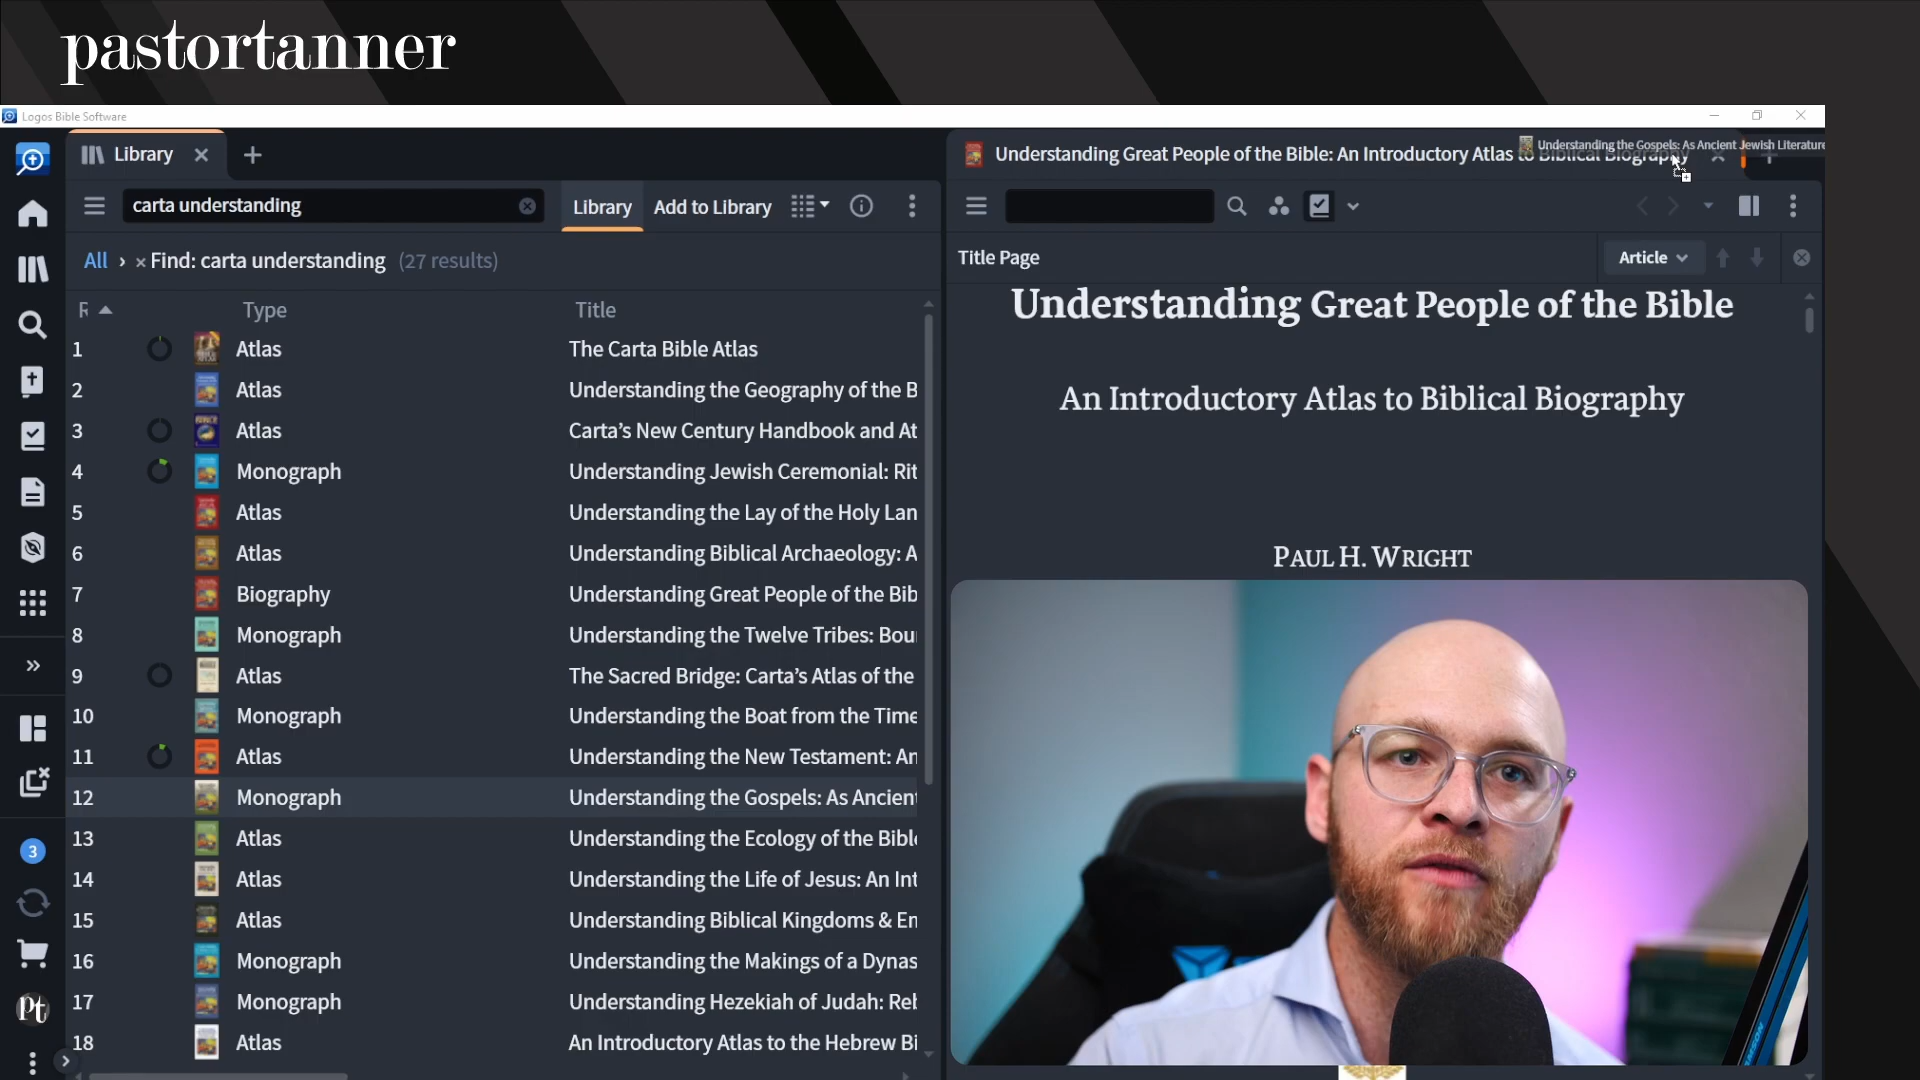 pastortanner
Logos Bible Software
Library
Understanding Great People of the Bible: An Introductory Atlas to Biblical Biography
Understanding the Gospels: As Ancient Jewish Literature
carta understanding
Library
Add to Library
All › × Find: carta understanding (27 results)
Title Page
Article
R Type Title
1 Atlas The Carta Bible Atlas
2 Atlas Understanding the Geography of the B
3 Atlas Carta’s New Century Handbook and At
4 Monograph Understanding Jewish Ceremonial: Rit
5 Atlas Understanding the Lay of the Holy Lan
6 Atlas Understanding Biblical Archaeology: A
7 Biography Understanding Great People of the Bib
8 Monograph Understanding the Twelve Tribes: Bou
9 Atlas The Sacred Bridge: Carta’s Atlas of the
10 Monograph Understanding the Boat from the Time
11 Atlas Understanding the New Testament: An
12 Monograph Understanding the Gospels: As Ancient
13 Atlas Understanding the Ecology of the Bible
14 Atlas Understanding the Life of Jesus: An Int
15 Atlas Understanding Biblical Kingdoms & Em
16 Monograph Understanding the Makings of a Dynas
17 Monograph Understanding Hezekiah of Judah: Reb
18 Atlas An Introductory Atlas to the Hebrew Bi
3
pt
Understanding Great People of the Bible
An Introductory Atlas to Biblical Biography
PAUL H. WRIGHT